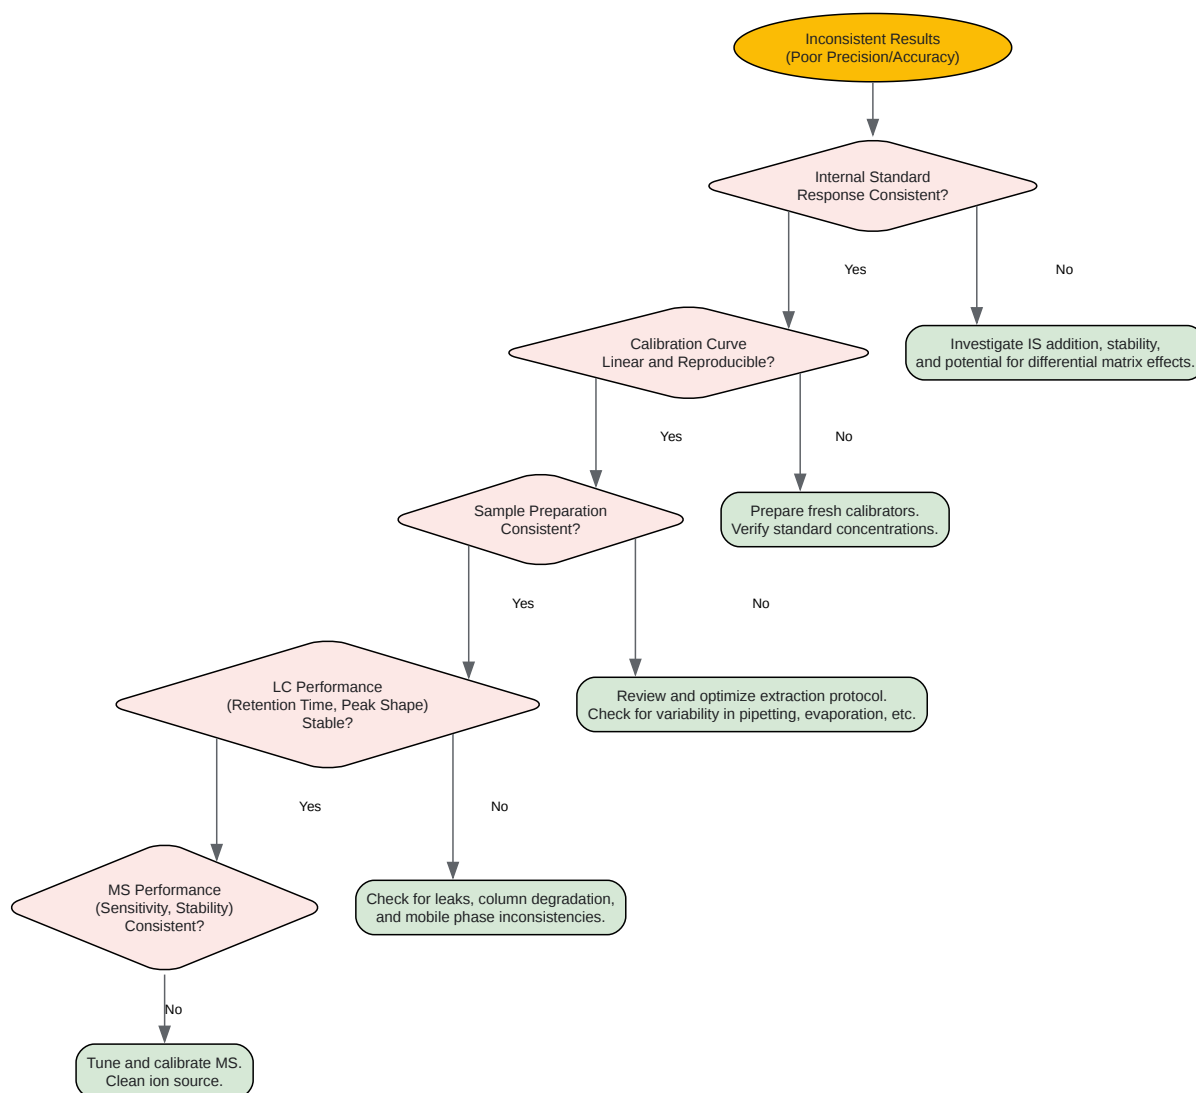 Inconsistent Results
(Poor Precision/Accuracy)
Internal Standard
Response Consistent?
Yes
No
Calibration Curve
Linear and Reproducible?
Investigate IS addition, stability,
and potential for differential matrix effects.
Yes
No
Sample Preparation
Consistent?
Prepare fresh calibrators.
Verify standard concentrations.
Yes
No
LC Performance
(Retention Time, Peak Shape)
Stable?
Review and optimize extraction protocol.
Check for variability in pipetting, evaporation, etc.
Yes
No
MS Performance
(Sensitivity, Stability)
Consistent?
Check for leaks, column degradation,
and mobile phase inconsistencies.
No
Tune and calibrate MS.
Clean ion source.